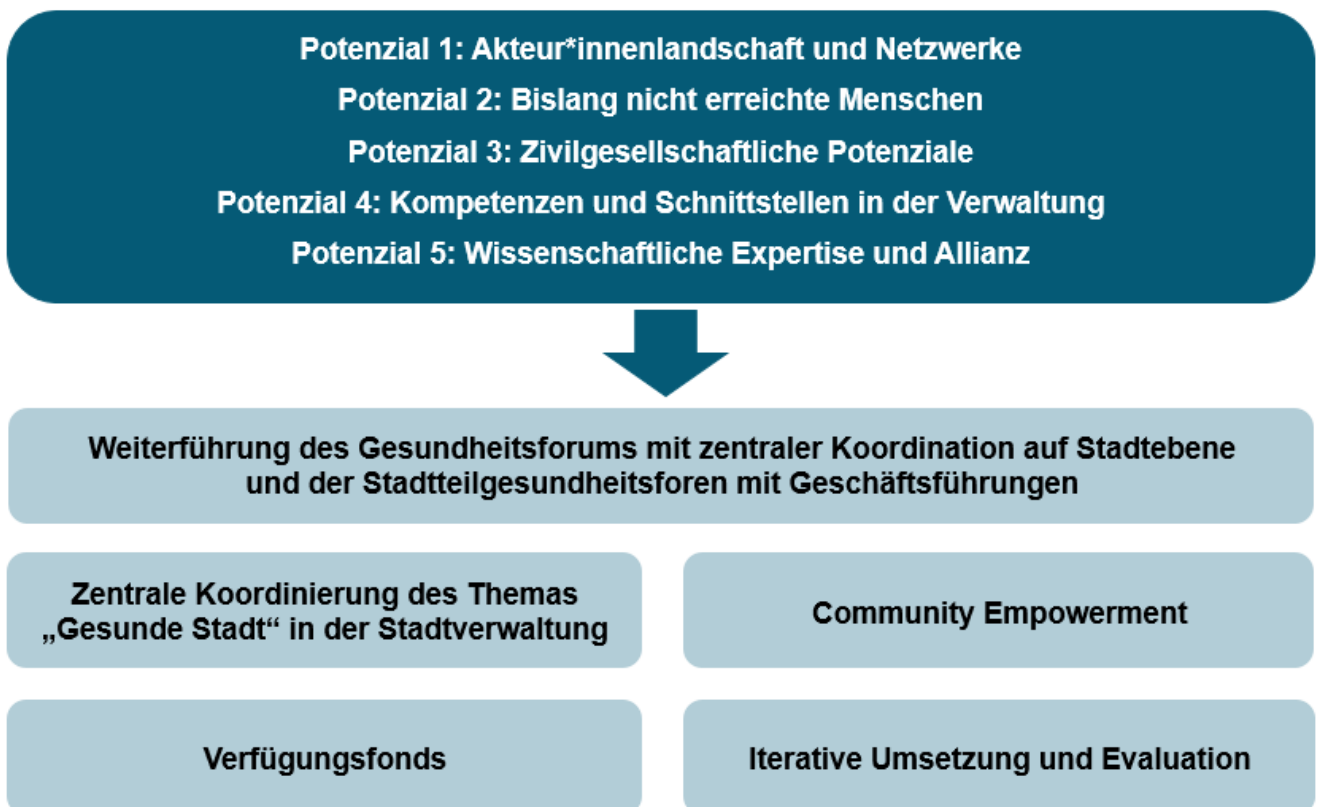 Potenzial 1: Akteur*innenlandschaft und Netzwerke
Potenzial 2: Bislang nicht erreichte Menschen
Potenzial 3: Zivilgesellschaftliche Potenziale
Potenzial 4: Kompetenzen und Schnittstellen in der Verwaltung
Potenzial 5: Wissenschaftliche Expertise und Allianz
Weiterführung des Gesundheitsforums mit zentraler Koordination auf Stadtebene
und der Stadtteilgesundheitsforen mit Geschäftsführungen
Zentrale Koordinierung des Themas
„Gesunde Stadt“ in der Stadtverwaltung
Community Empowerment
Verfügungsfonds
Iterative Umsetzung und Evaluation